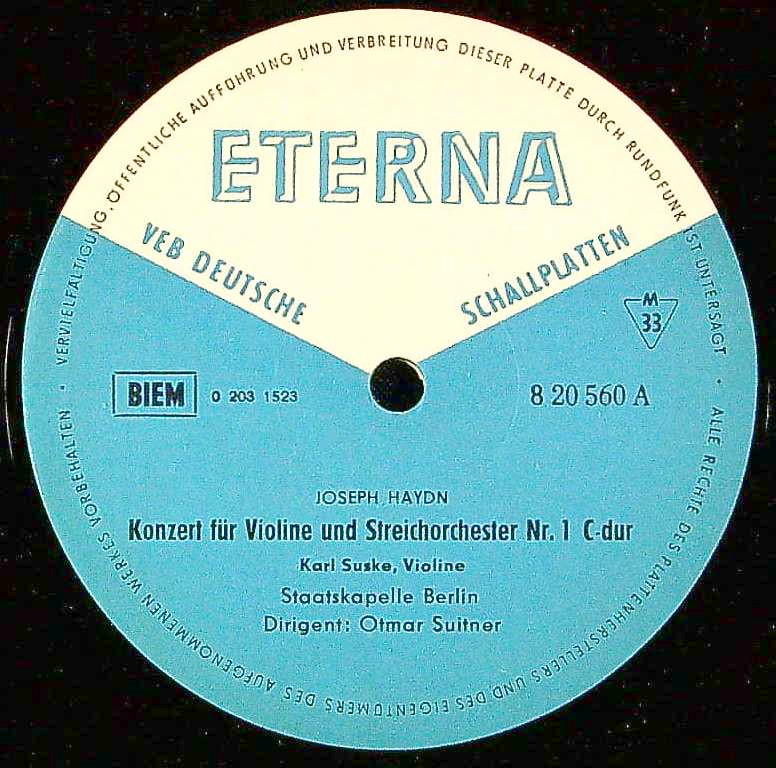 ALLE RECHTE DES PLATTENHERSTELLERS UND DES EIGENTÜMERS DES AUFGENOMMENEN WERKES VORBEHALTEN · VERVIELFÄLTIGUNG, ÖFFENTLICHE AUFFÜHRUNG UND VERBREITUNG DIESER PLATTE DURCH RUNDFUNK IST UNTERSAGT ·
ETERNA
VEB DEUTSCHE SCHALLPLATTEN
M
33
BIEM 0 203 1523
8 20 560 A
JOSEPH HAYDN
Konzert für Violine und Streichorchester Nr. 1 C-dur
Karl Suske, Violine
Staatskapelle Berlin
Dirigent: Otmar Suitner